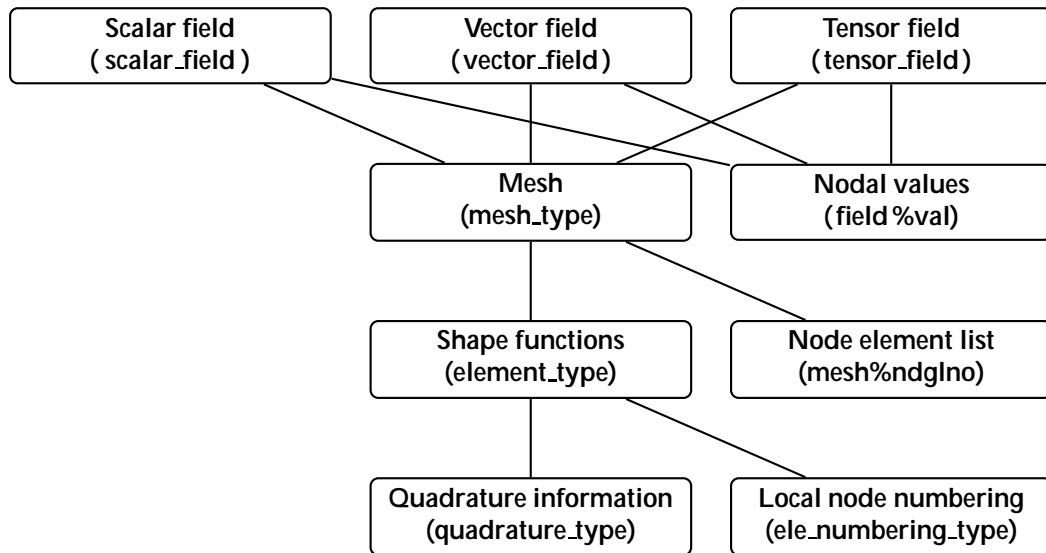 Scalar field
(scalar_field)
Vector field
(vector_field)
Tensor field
(tensor_field)
Mesh
(mesh_type)
Nodal values
(field%val)
Shape functions
(element_type)
Node element list
(mesh%ndglno)
Quadrature information
(quadrature_type)
Local node numbering
(ele_numbering_type)